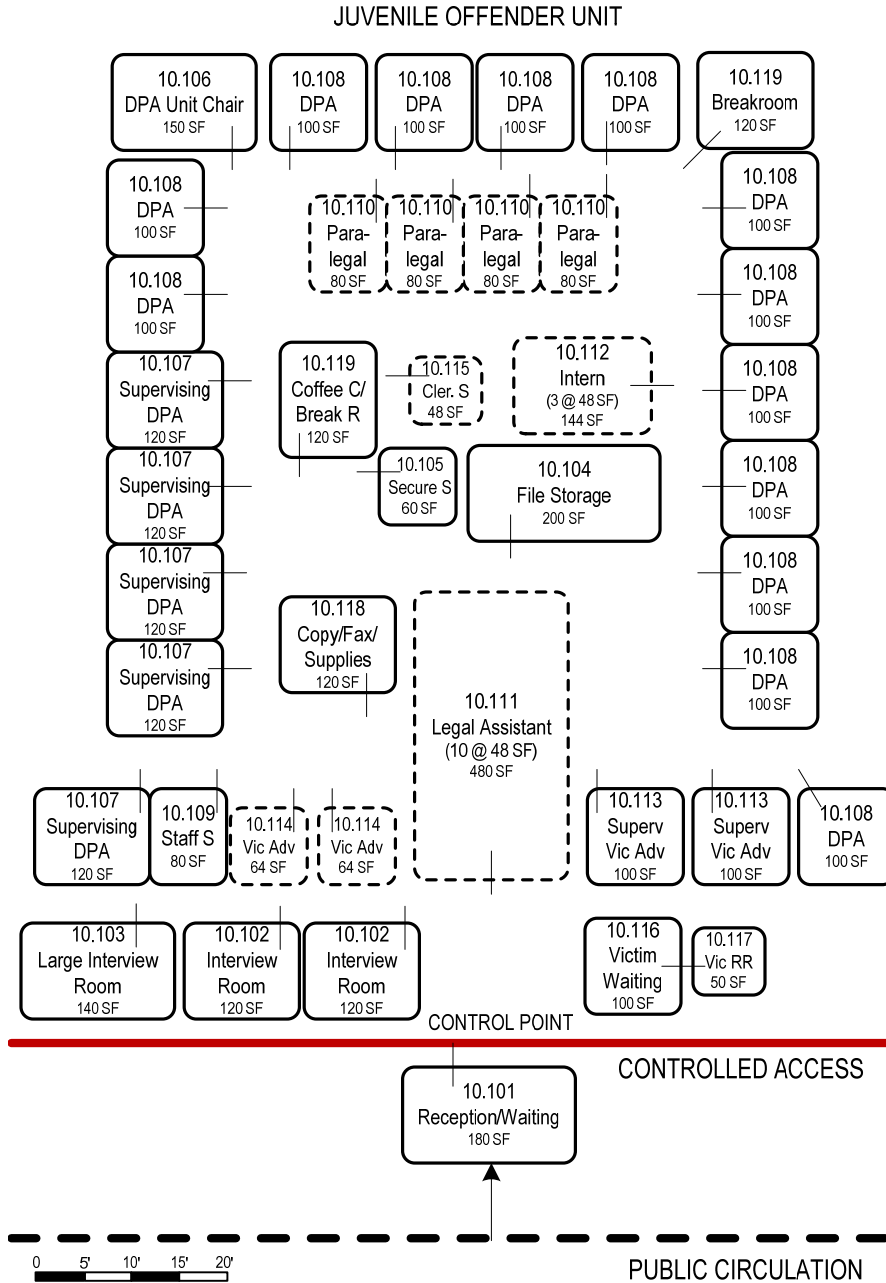 JUVENILE OFFENDER UNIT
10.106
DPA Unit Chair
150 SF
10.108
DPA
100 SF
10.108
DPA
100 SF
10.108
DPA
100 SF
10.108
DPA
100 SF
10.119
Breakroom
120 SF
10.108
DPA
100 SF
10.110
Para-
legal
80 SF
10.110
Para-
legal
80 SF
10.110
Para-
legal
80 SF
10.110
Para-
legal
80 SF
10.108
DPA
100 SF
10.108
DPA
100 SF
10.108
DPA
100 SF
10.107
Supervising
DPA
120 SF
10.119
Coffee C/
Break R
120 SF
10.115
Cler. S
48 SF
10.112
Intern
(3 @ 48 SF)
144 SF
10.108
DPA
100 SF
10.107
Supervising
DPA
120 SF
10.105
Secure S
60 SF
10.104
File Storage
200 SF
10.108
DPA
100 SF
10.107
Supervising
DPA
120 SF
10.108
DPA
100 SF
10.107
Supervising
DPA
120 SF
10.118
Copy/Fax/
Supplies
120 SF
10.111
Legal Assistant
(10 @ 48 SF)
480 SF
10.108
DPA
100 SF
10.107
Supervising
DPA
120 SF
10.109
Staff S
80 SF
10.114
Vic Adv
64 SF
10.114
Vic Adv
64 SF
10.113
Superv
Vic Adv
100 SF
10.113
Superv
Vic Adv
100 SF
10.108
DPA
100 SF
10.103
Large Interview
Room
140 SF
10.102
Interview
Room
120 SF
10.102
Interview
Room
120 SF
10.116
Victim
Waiting
100 SF
10.117
Vic RR
50 SF
CONTROL POINT
CONTROLLED ACCESS
10.101
Reception/Waiting
180 SF
0 5' 10' 15' 20'
PUBLIC CIRCULATION